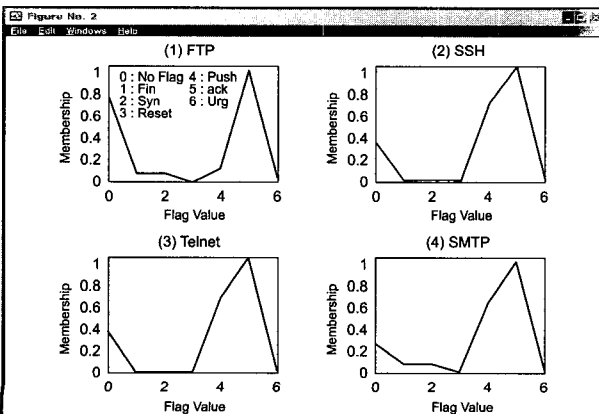 Figure No. 2
File Edit Windows Help
(1) FTP
1
0.8
0.6
0.4
0.2
0
Membership
0 : No Flag 4 : Push
1 : Fin 5 : ack
2 : Syn 6 : Urg
3 : Reset
0 2 4 6
Flag Value
(2) SSH
1
0.8
0.6
0.4
0.2
0
Membership
0 2 4 6
Flag Value
(3) Telnet
1
0.8
0.6
0.4
0.2
0
Membership
0 2 4 6
Flag Value
(4) SMTP
1
0.8
0.6
0.4
0.2
0
Membership
0 2 4 6
Flag Value